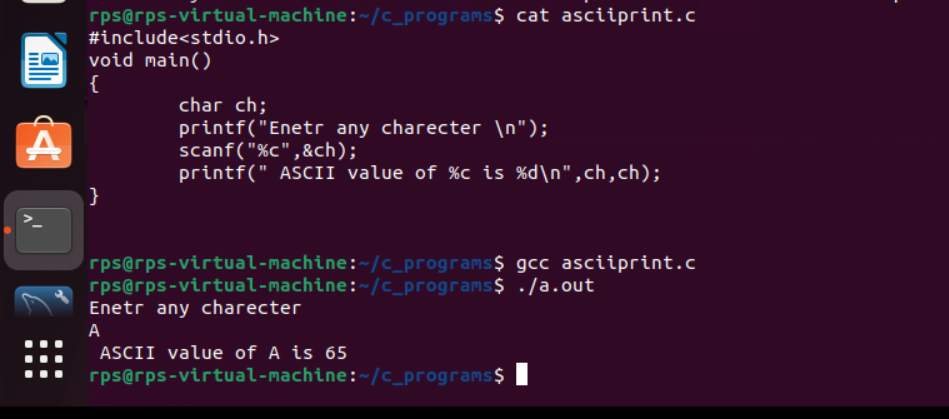 rps@rps-virtual-machine:~/c_programs$ cat asciiprint.c
#include<stdio.h>
void main()
{
        char ch;
        printf("Enetr any charecter \n");
        scanf("%c",&ch);
        printf(" ASCII value of %c is %d\n",ch,ch);
}
rps@rps-virtual-machine:~/c_programs$ gcc asciiprint.c
rps@rps-virtual-machine:~/c_programs$ ./a.out
Enetr any charecter
A
 ASCII value of A is 65
rps@rps-virtual-machine:~/c_programs$